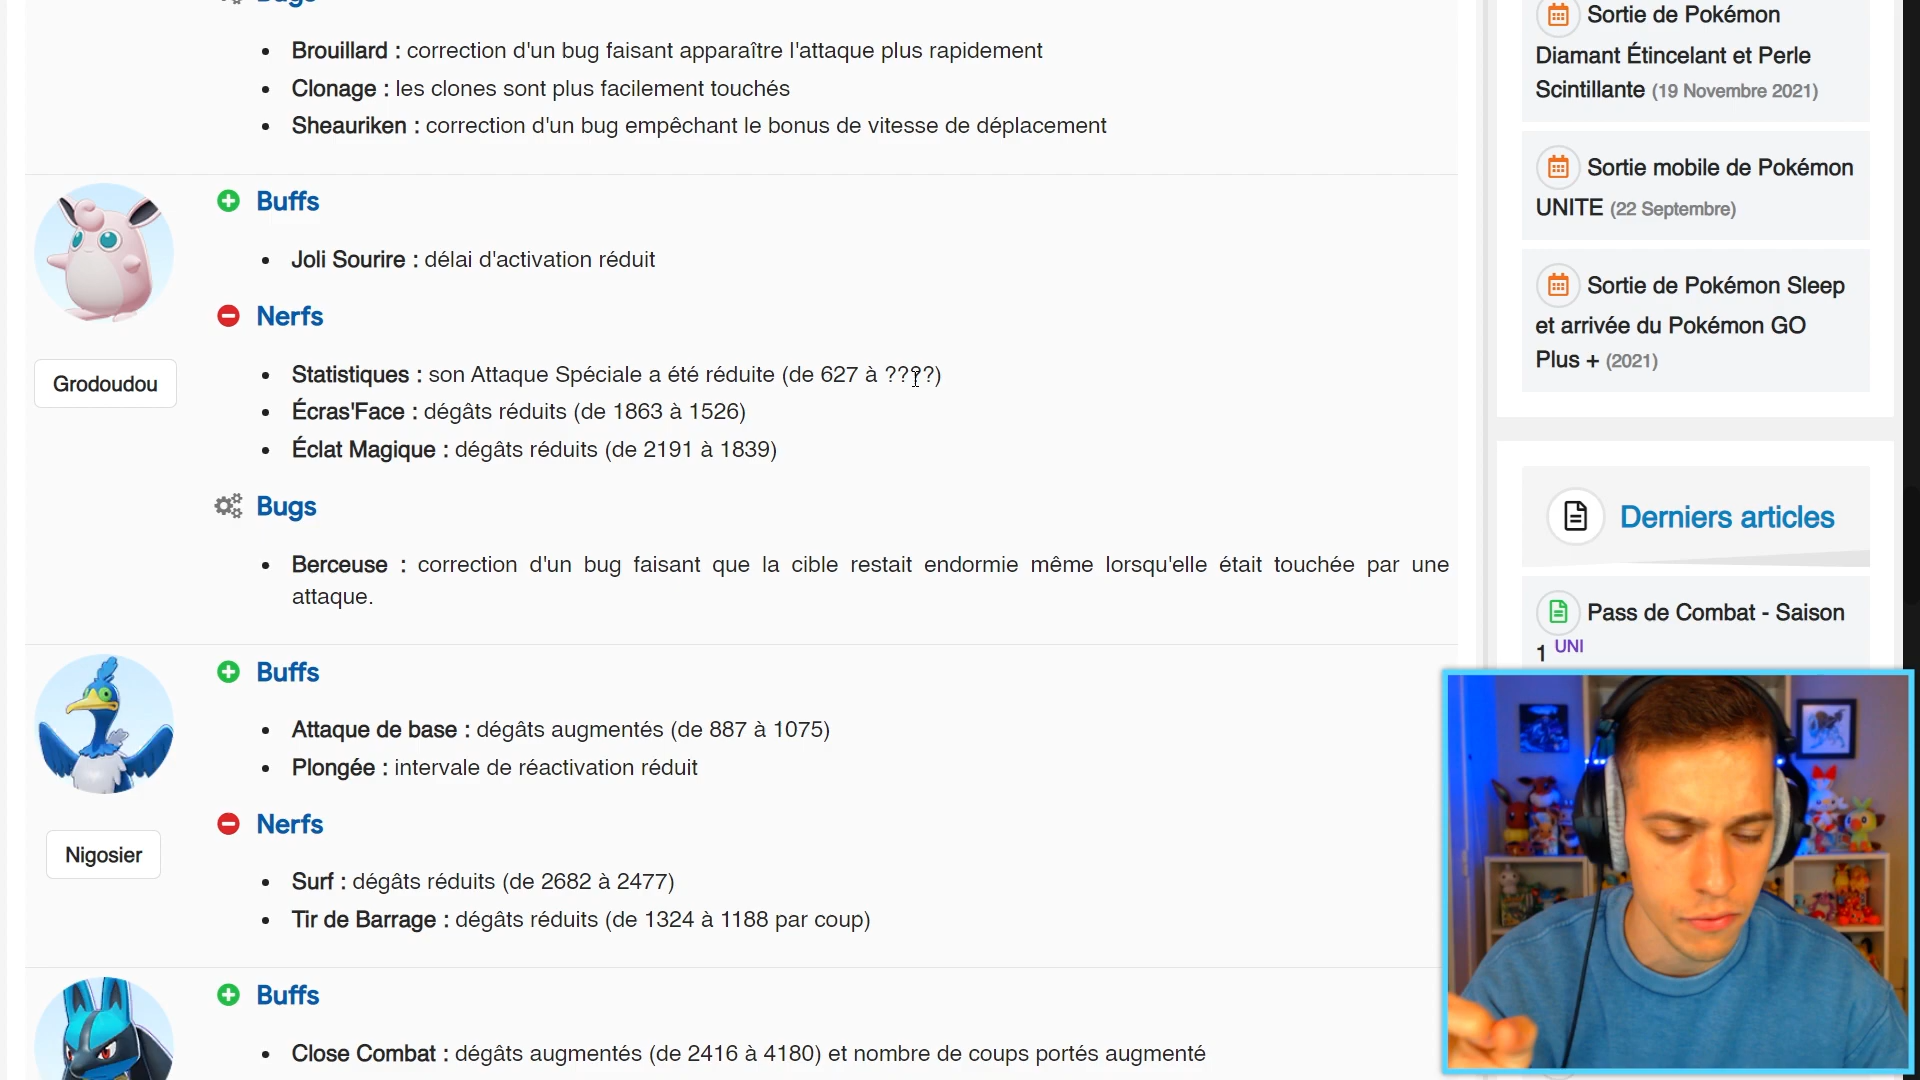 Bugs
Brouillard : correction d'un bug faisant apparaître l'attaque plus rapidement
Clonage : les clones sont plus facilement touchés
Sheauriken : correction d'un bug empêchant le bonus de vitesse de déplacement
Grodoudou
Buffs
Joli Sourire : délai d'activation réduit
Nerfs
Statistiques : son Attaque Spéciale a été réduite (de 627 à ????)
Écras'Face : dégâts réduits (de 1863 à 1526)
Éclat Magique : dégâts réduits (de 2191 à 1839)
Bugs
Berceuse : correction d'un bug faisant que la cible restait endormie même lorsqu'elle était touchée par une
attaque.
Nigosier
Buffs
Attaque de base : dégâts augmentés (de 887 à 1075)
Plongée : intervale de réactivation réduit
Nerfs
Surf : dégâts réduits (de 2682 à 2477)
Tir de Barrage : dégâts réduits (de 1324 à 1188 par coup)
Buffs
Close Combat : dégâts augmentés (de 2416 à 4180) et nombre de coups portés augmenté
Sortie de Pokémon
Diamant Étincelant et Perle
Scintillante (19 Novembre 2021)
Sortie mobile de Pokémon
UNITE (22 Septembre)
Sortie de Pokémon Sleep
et arrivée du Pokémon GO
Plus + (2021)
Derniers articles
Pass de Combat - Saison
1 UNI